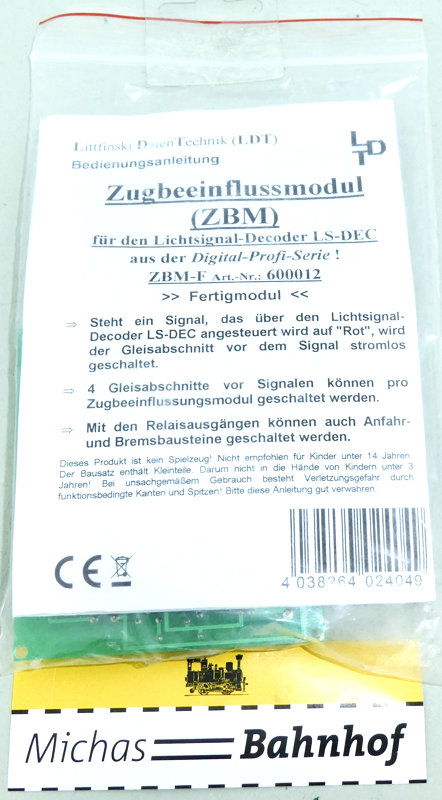 Littfinski DatenTechnik (LDT)
LTD
Bedienungsanleitung
Zugbeeinflussmodul
(ZBM)
für den Lichtsignal-Decoder LS-DEC
aus der Digital-Profi-Serie !
ZBM-F Art.-Nr.: 600012
>> Fertigmodul <<
⇒ Steht ein Signal, das über den Lichtsignal-
Decoder LS-DEC angesteuert wird auf "Rot", wird
der Gleisabschnitt vor dem Signal stromlos
geschaltet.
⇒ 4 Gleisabschnitte vor Signalen können pro
Zugbeeinflussungsmodul geschaltet werden.
⇒ Mit den Relaisausgängen können auch Anfahr-
und Bremsbausteine geschaltet werden.
Dieses Produkt ist kein Spielzeug! Nicht empfohlen für Kinder unter 14 Jahren.
Der Bausatz enthält Kleinteile. Darum nicht in die Hände von Kindern unter 3
Jahren! Bei unsachgemäßem Gebrauch besteht Verletzungsgefahr durch
funktionsbedingte Kanten und Spitzen! Bitte diese Anleitung gut verwahren.
CE
4 038264 024049
Michas Bahnhof